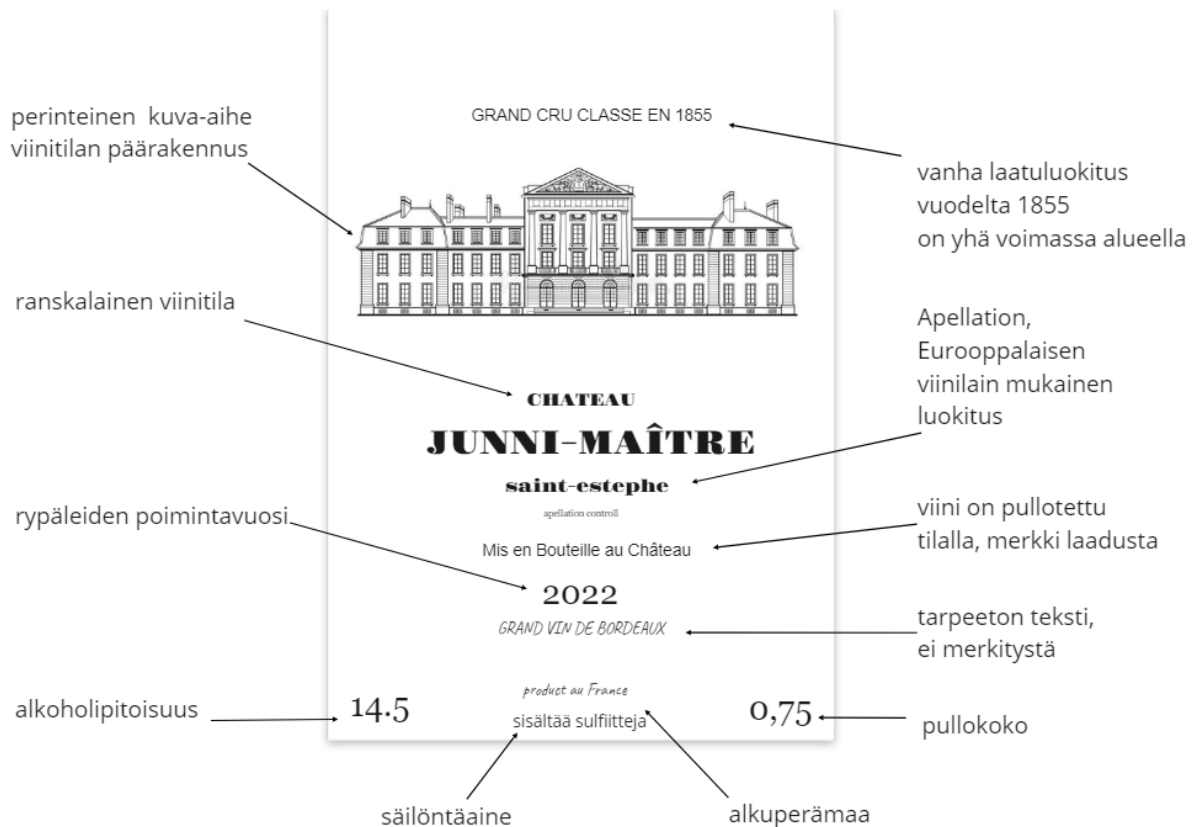 GRAND CRU CLASSE EN 1855
perinteinen kuva-aihe
viinitilan päärakennus
vanha laatuluokitus
vuodelta 1855
on yhä voimassa alueella
ranskalainen viinitila
Apellation,
Eurooppalaisen
viinilain mukainen
luokitus
CHATEAU
JUNNI-MAÎTRE
saint-estephe
apellation controll
rypäleiden poimintavuosi
viini on pullotettu
tilalla, merkki laadusta
Mis en Bouteille au Château
2022
GRAND VIN DE BORDEAUX
tarpeeton teksti,
ei merkitystä
alkoholipitoisuus
14.5
product au France
sisältää sulfiitteja
0,75
pullokoko
säilöntäaine
alkuperämaa